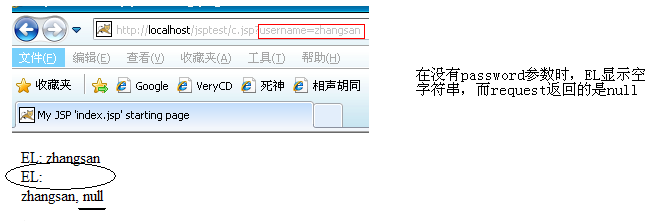 http://localhost/jsptest/c.jsp?username=zhangsan
文件(F) 编辑(E) 查看(V) 收藏夹(A) 工具(T) 帮助(H)
收藏夹 Google VeryCD 死神 相声胡同
My JSP 'index.jsp' starting page
EL: zhangsan
EL:
zhangsan, null
在没有password参数时，EL显示空
字符串，而request返回的是null